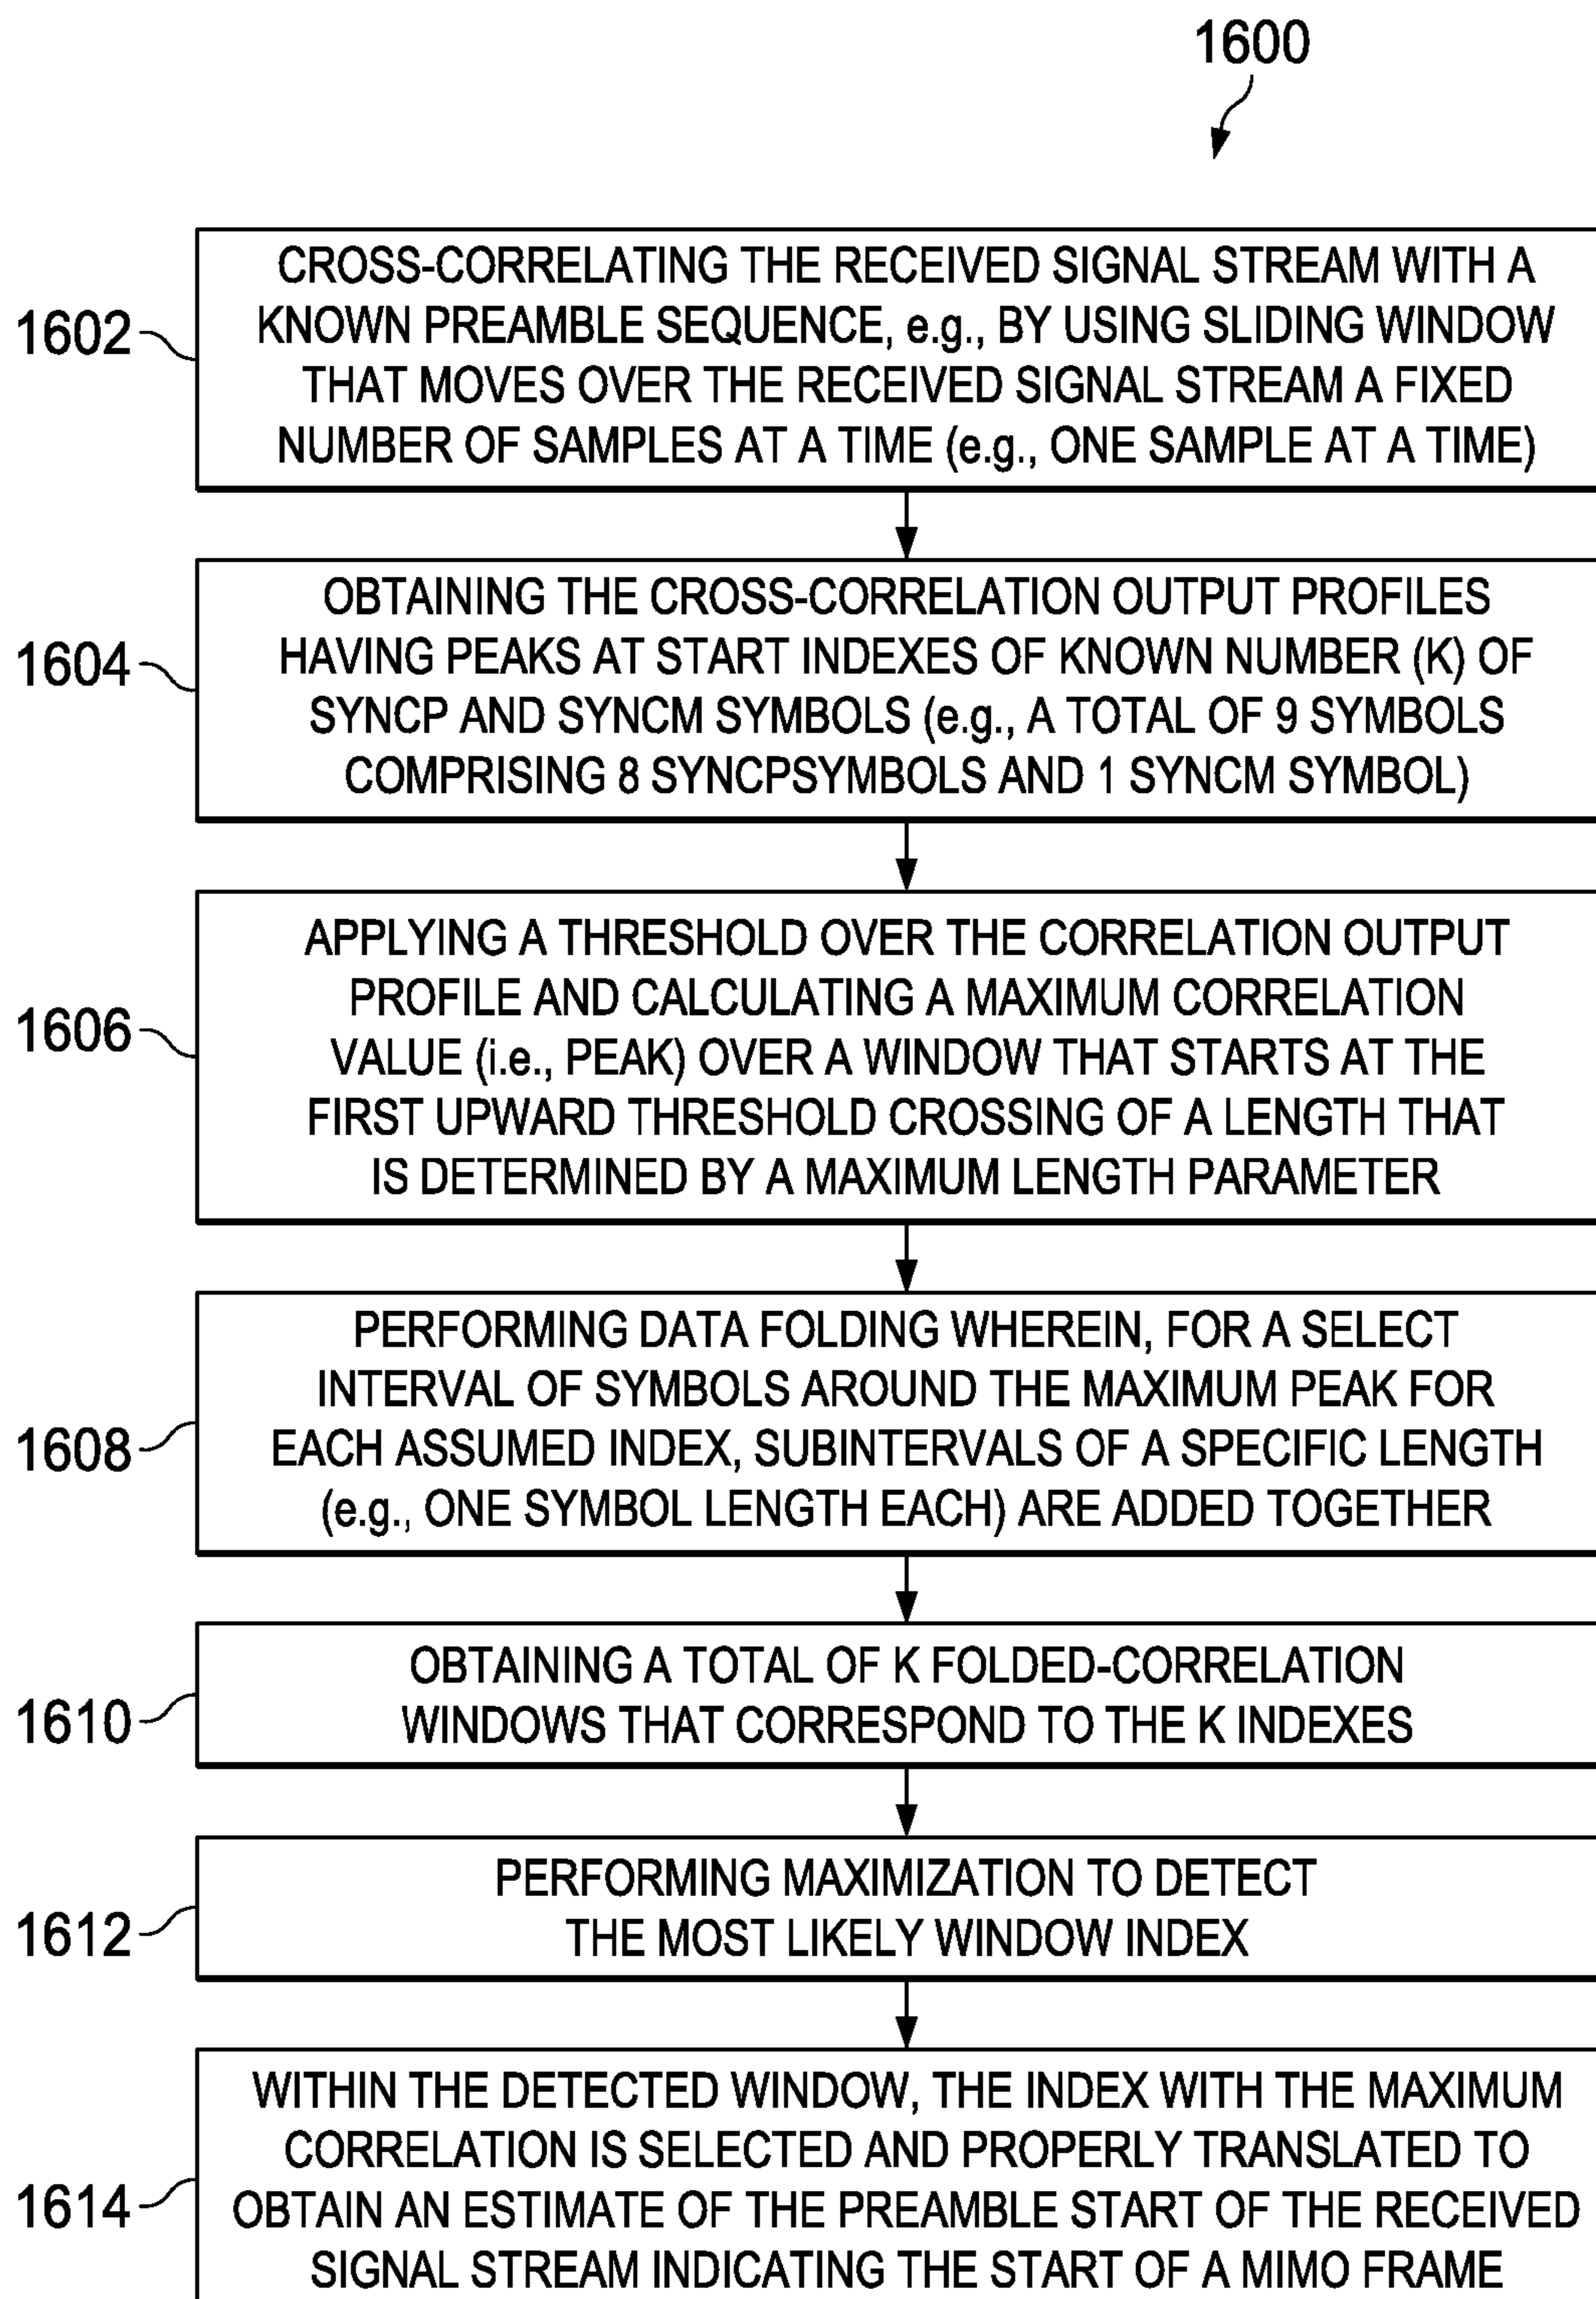 1600
1602
CROSS-CORRELATING THE RECEIVED SIGNAL STREAM WITH A
KNOWN PREAMBLE SEQUENCE, e.g., BY USING SLIDING WINDOW
THAT MOVES OVER THE RECEIVED SIGNAL STREAM A FIXED
NUMBER OF SAMPLES AT A TIME (e.g., ONE SAMPLE AT A TIME)
1604
OBTAINING THE CROSS-CORRELATION OUTPUT PROFILES
HAVING PEAKS AT START INDEXES OF KNOWN NUMBER (K) OF
SYNCP AND SYNCM SYMBOLS (e.g., A TOTAL OF 9 SYMBOLS
COMPRISING 8 SYNCPSYMBOLS AND 1 SYNCM SYMBOL)
1606
APPLYING A THRESHOLD OVER THE CORRELATION OUTPUT
PROFILE AND CALCULATING A MAXIMUM CORRELATION
VALUE (i.e., PEAK) OVER A WINDOW THAT STARTS AT THE
FIRST UPWARD THRESHOLD CROSSING OF A LENGTH THAT
IS DETERMINED BY A MAXIMUM LENGTH PARAMETER
1608
PERFORMING DATA FOLDING WHEREIN, FOR A SELECT
INTERVAL OF SYMBOLS AROUND THE MAXIMUM PEAK FOR
EACH ASSUMED INDEX, SUBINTERVALS OF A SPECIFIC LENGTH
(e.g., ONE SYMBOL LENGTH EACH) ARE ADDED TOGETHER
1610
OBTAINING A TOTAL OF K FOLDED-CORRELATION
WINDOWS THAT CORRESPOND TO THE K INDEXES
1612
PERFORMING MAXIMIZATION TO DETECT
THE MOST LIKELY WINDOW INDEX
1614
WITHIN THE DETECTED WINDOW, THE INDEX WITH THE MAXIMUM
CORRELATION IS SELECTED AND PROPERLY TRANSLATED TO
OBTAIN AN ESTIMATE OF THE PREAMBLE START OF THE RECEIVED
SIGNAL STREAM INDICATING THE START OF A MIMO FRAME